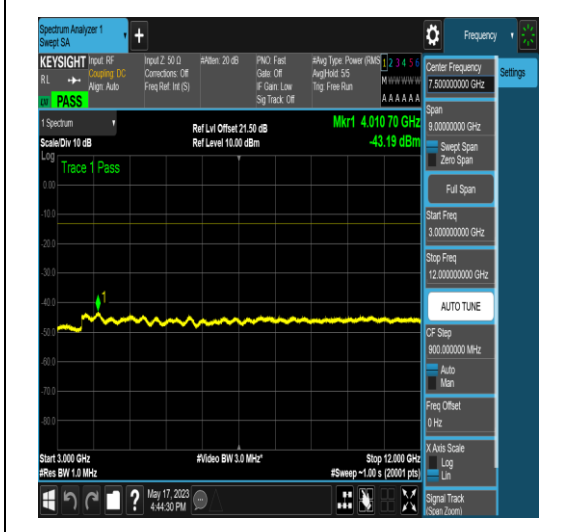 Spectrum Analyzer 1
Swept SA
+
Frequency
KEYSIGHT
RL
Input: RF
Coupling: DC
Align: Auto
Input Z: 50 Ω
Corrections: Off
Freq Ref: Int (S)
#Atten: 20 dB
PNO: Fast
Gate: Off
IF Gain: Low
Sig Track: Off
#Avg Type: Power (RMS
Avg|Hold: 5/5
Trig: Free Run
1 2 3 4 5 6
M W W W W W
A A A A A A
PASS
1 Spectrum
Scale/Div 10 dB
Ref Lvl Offset 21.50 dB
Ref Level 10.00 dBm
Mkr1 4.010 70 GHz
-43.19 dBm
Log
Trace 1 Pass
0.00
-10.0
-20.0
-30.0
-40.0
-50.0
-60.0
-70.0
-80.0
1
Start 3.000 GHz
#Res BW 1.0 MHz
#Video BW 3.0 MHz*
Stop 12.000 GHz
#Sweep ~1.00 s (20001 pts)
?
May 17, 2023
4:44:30 PM
Center Frequency
7.500000000 GHz
Settings
Span
9.00000000 GHz
Swept Span
Zero Span
Full Span
Start Freq
3.000000000 GHz
Stop Freq
12.000000000 GHz
AUTO TUNE
CF Step
900.000000 MHz
Auto
Man
Freq Offset
0 Hz
X Axis Scale
Log
Lin
Signal Track
(Span Zoom)